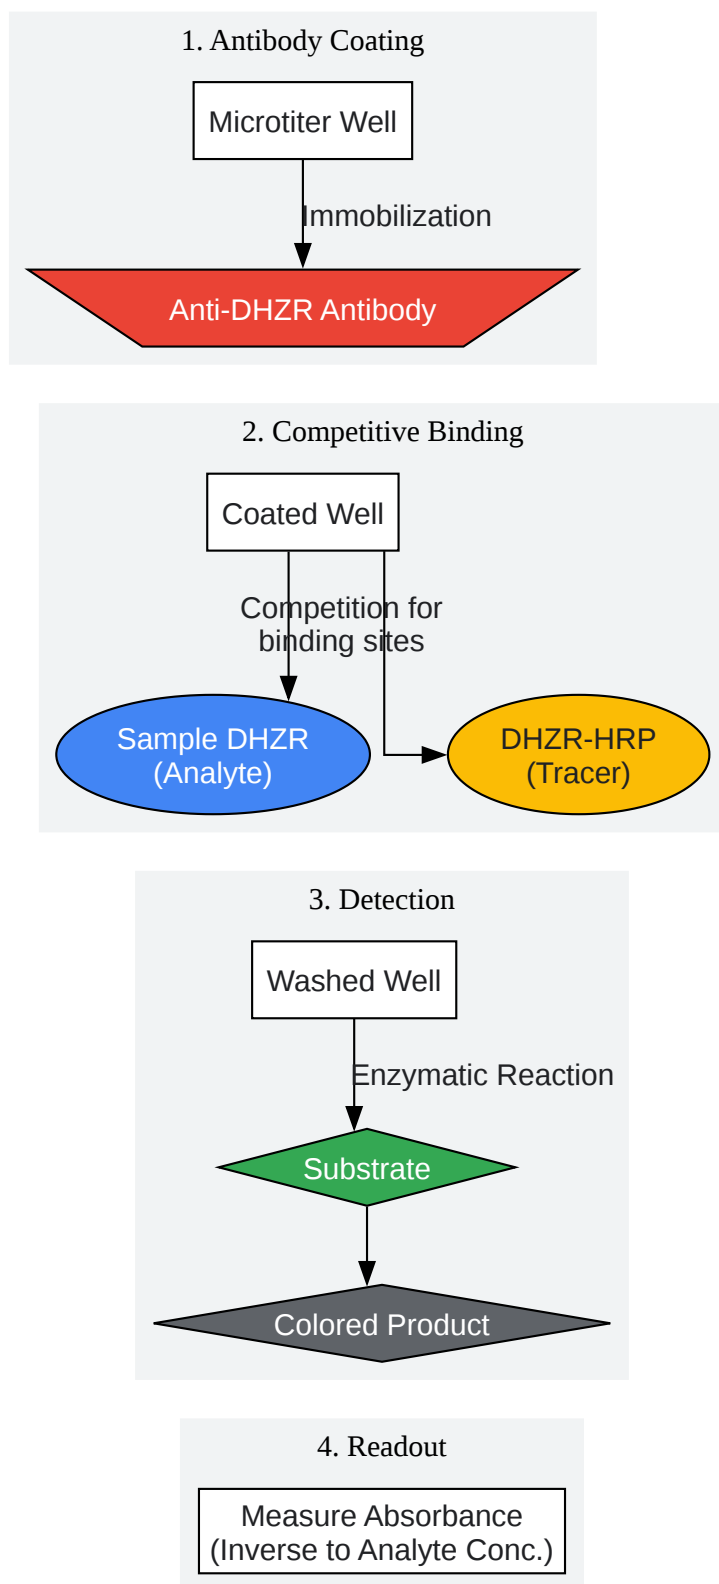 1. Antibody Coating
Microtiter Well
Immobilization
Anti-DHZR Antibody
2. Competitive Binding
Coated Well
Competition for
binding sites
Sample DHZR
(Analyte)
DHZR-HRP
(Tracer)
3. Detection
Washed Well
Enzymatic Reaction
Substrate
Colored Product
4. Readout
Measure Absorbance
(Inverse to Analyte Conc.)